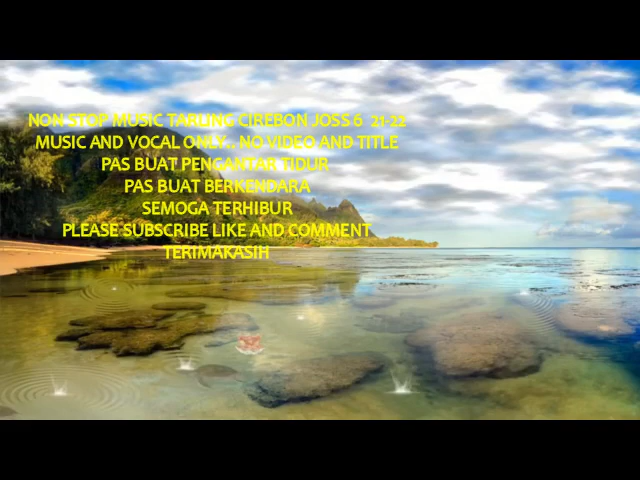 NON STOP MUSIC TARLING CIREBON JOSS 6 21-22
MUSIC AND VOCAL ONLY.. NO VIDEO AND TITLE
PAS BUAT PENGANTAR TIDUR
PAS BUAT BERKENDARA
SEMOGA TERHIBUR
PLEASE SUBSCRIBE LIKE AND COMMENT
TERIMAKASIH